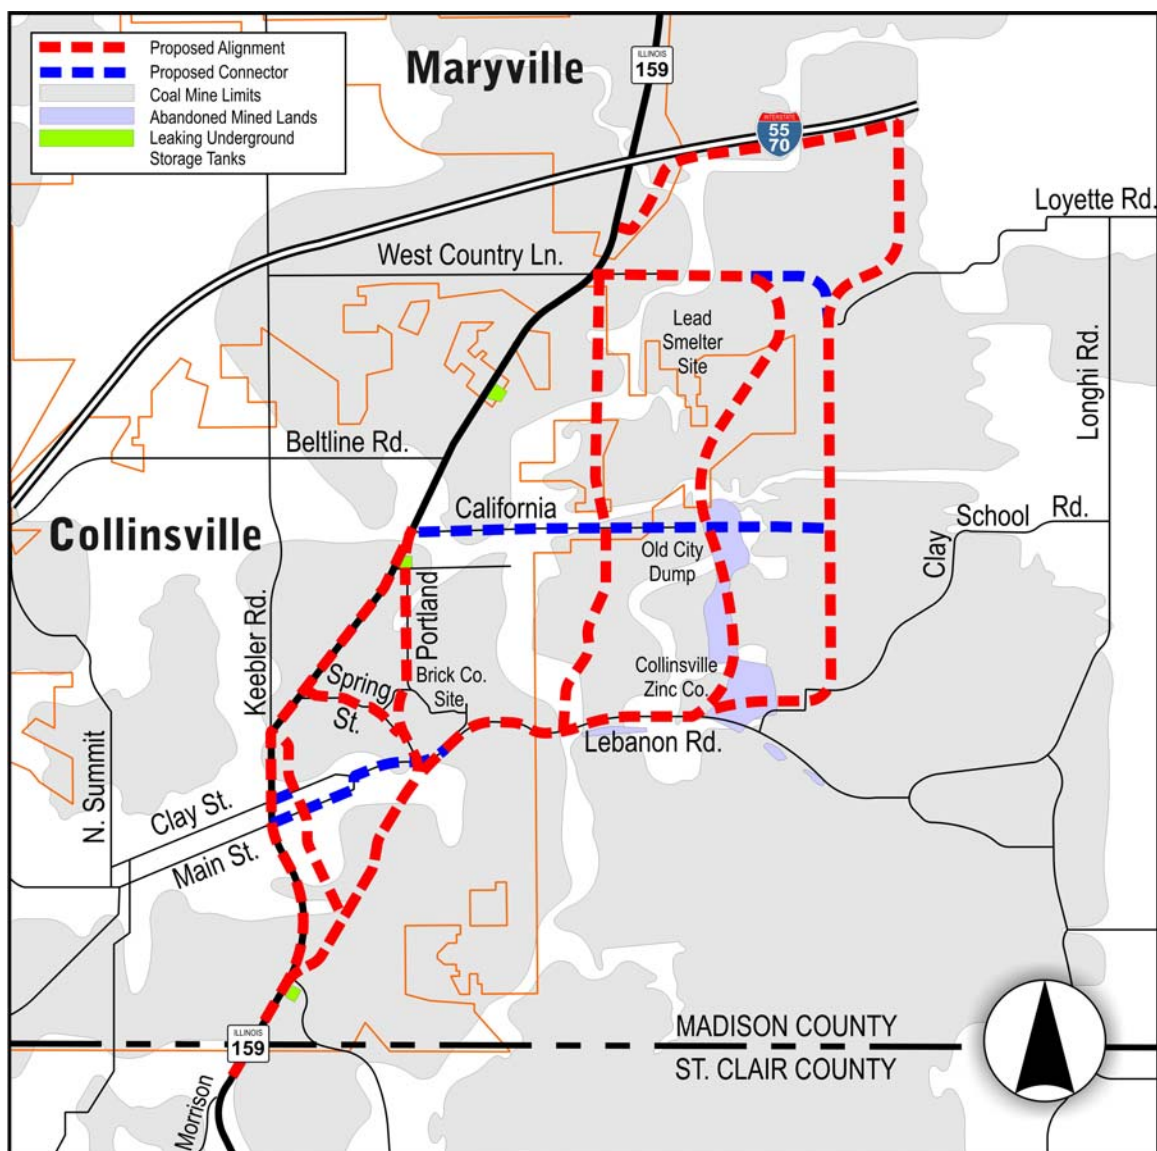 Proposed Alignment
Proposed Connector
Coal Mine Limits
Abandoned Mined Lands
Leaking Underground
Storage Tanks
Maryville
ILLINOIS
159
INTERSTATE
55
70
Loyette Rd.
West Country Ln.
Lead
Smelter
Site
Longhi Rd.
Beltline Rd.
California
School Rd.
Clay
Collinsville
Old City
Dump
Portland
Keebler Rd.
Brick Co.
Site
Spring
St.
Collinsville
Zinc Co.
Lebanon Rd.
N. Summit
Clay St.
Main St.
MADISON COUNTY
ST. CLAIR COUNTY
ILLINOIS
159
Morrison